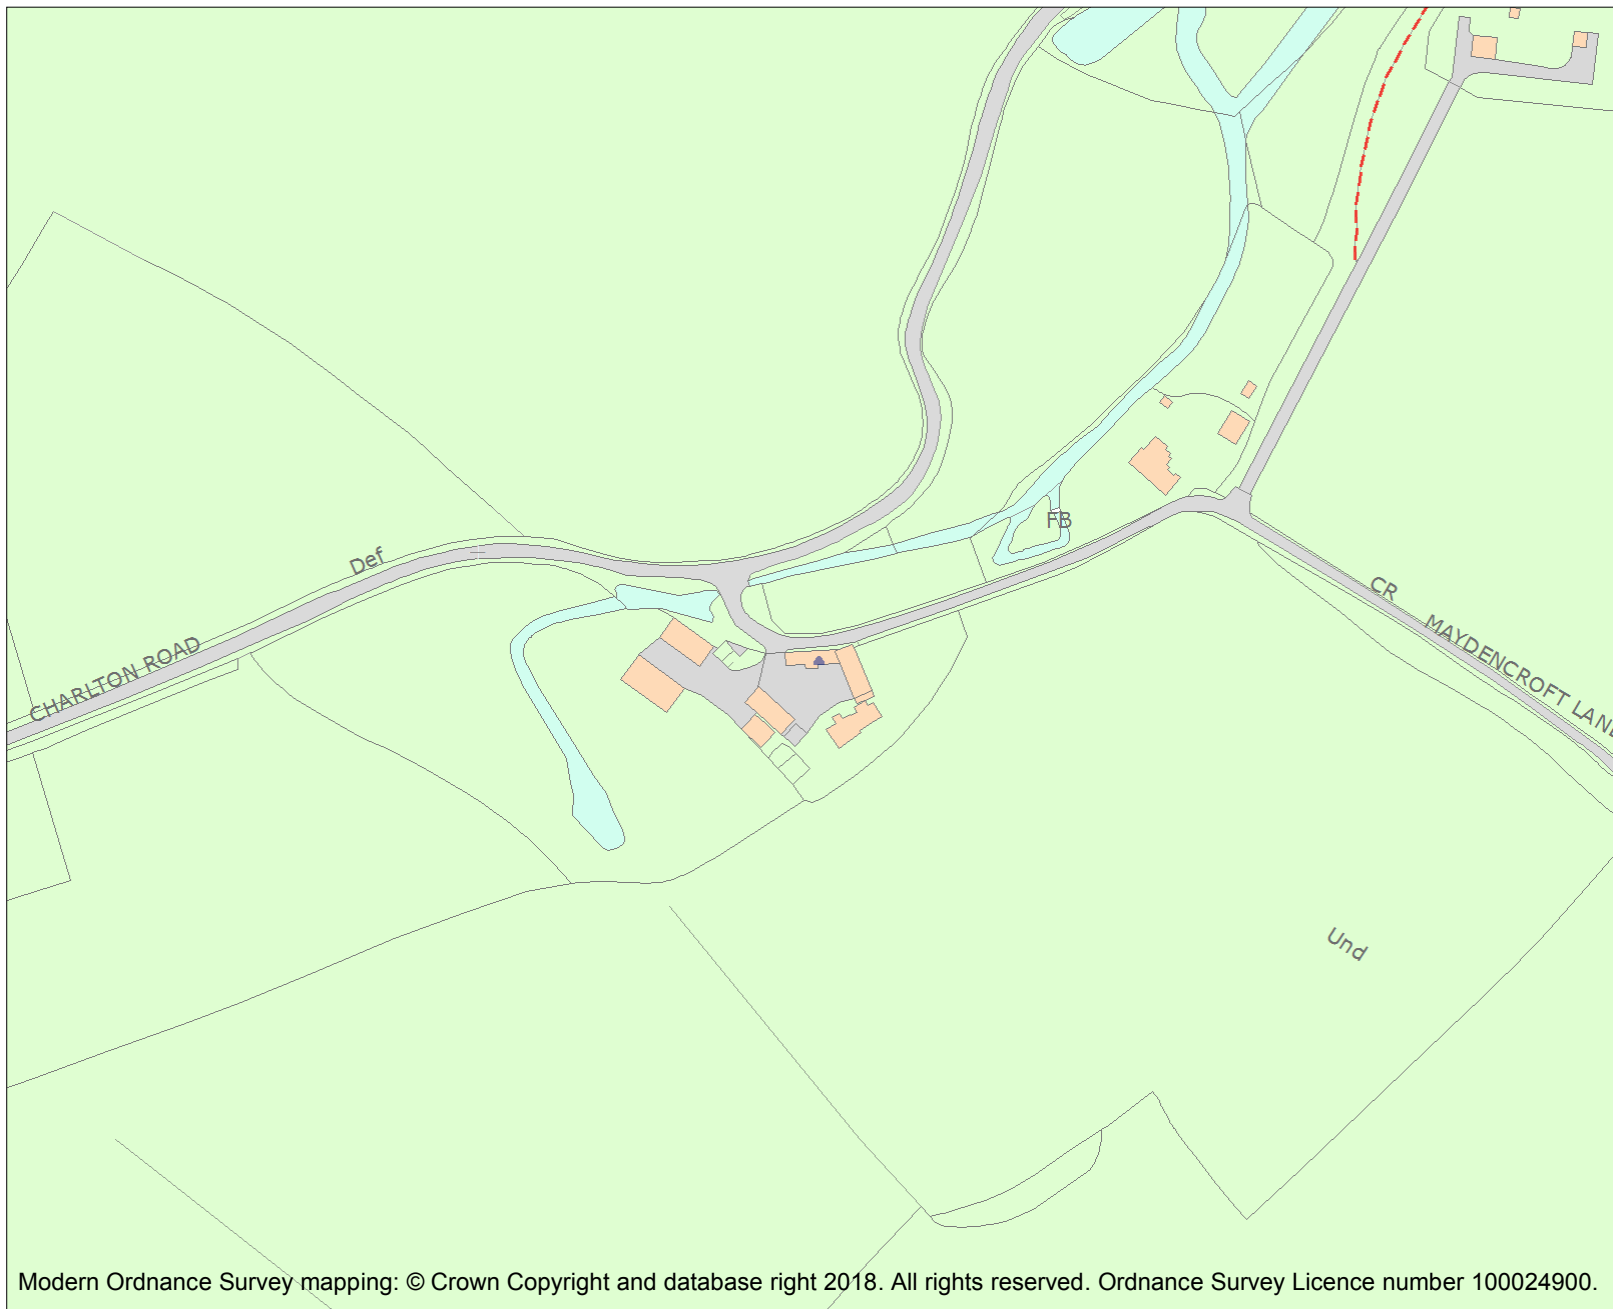 FB
Def
CR
MAYDENCROFT LANE
CHARLTON ROAD
Und
Modern Ordnance Survey mapping: © Crown Copyright and database right 2018. All rights reserved. Ordnance Survey Licence number 100024900.